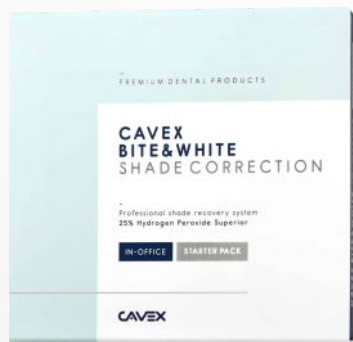 PREMIUM DENTAL PRODUCTS
CAVEX
BITE&WHITE
SHADE CORRECTION
Professional shade recovery system
25% Hydrogen Peroxide Superior
IN-OFFICE STARTER PACK
CAVEX